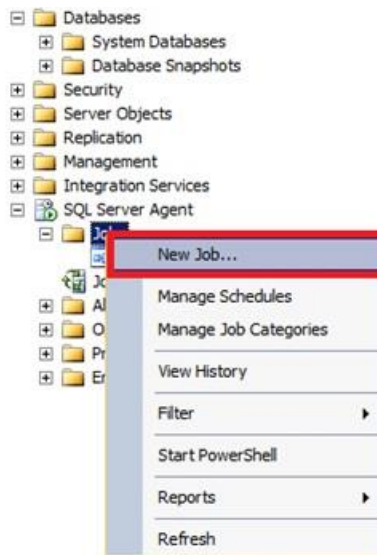 Databases
System Databases
Database Snapshots
Security
Server Objects
Replication
Management
Integration Services
SQL Server Agent
New Job...
Manage Schedules
Manage Job Categories
View History
Filter
Start PowerShell
Reports
Refresh